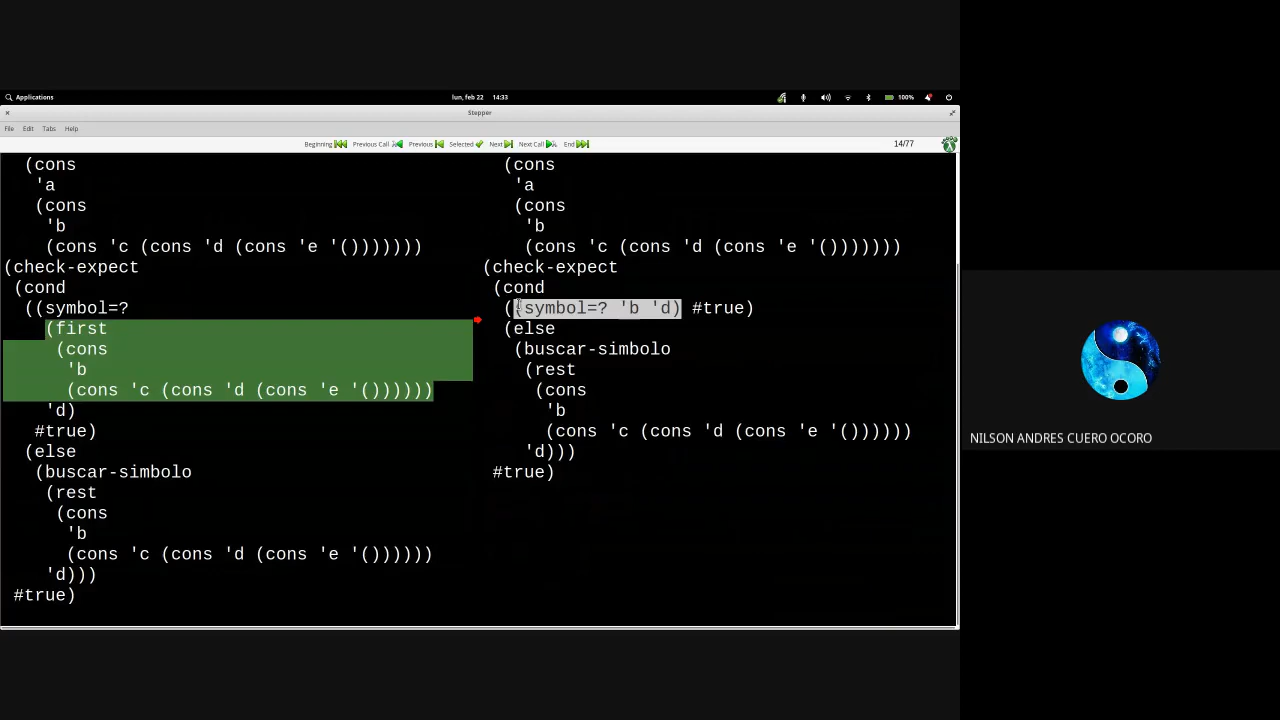 Applications
lun, feb 22 14:33
100%
Stepper
File Edit Tabs Help
Beginning Previous Call Previous Selected Next Next Call End
14/77
(cons
'a
(cons
'b
(cons 'c (cons 'd (cons 'e '()))))))
(check-expect
(cond
((symbol=?
(first
(cons
'b
(cons 'c (cons 'd (cons 'e '())))))
'd)
#true)
(else
(buscar-simbolo
(rest
(cons
'b
(cons 'c (cons 'd (cons 'e '())))))
'd)))
#true)
(cons
'a
(cons
'b
(cons 'c (cons 'd (cons 'e '()))))))
(check-expect
(cond
((symbol=? 'b 'd) #true)
(else
(buscar-simbolo
(rest
(cons
'b
(cons 'c (cons 'd (cons 'e '())))))
'd)))
#true)
NILSON ANDRES CUERO OCORO